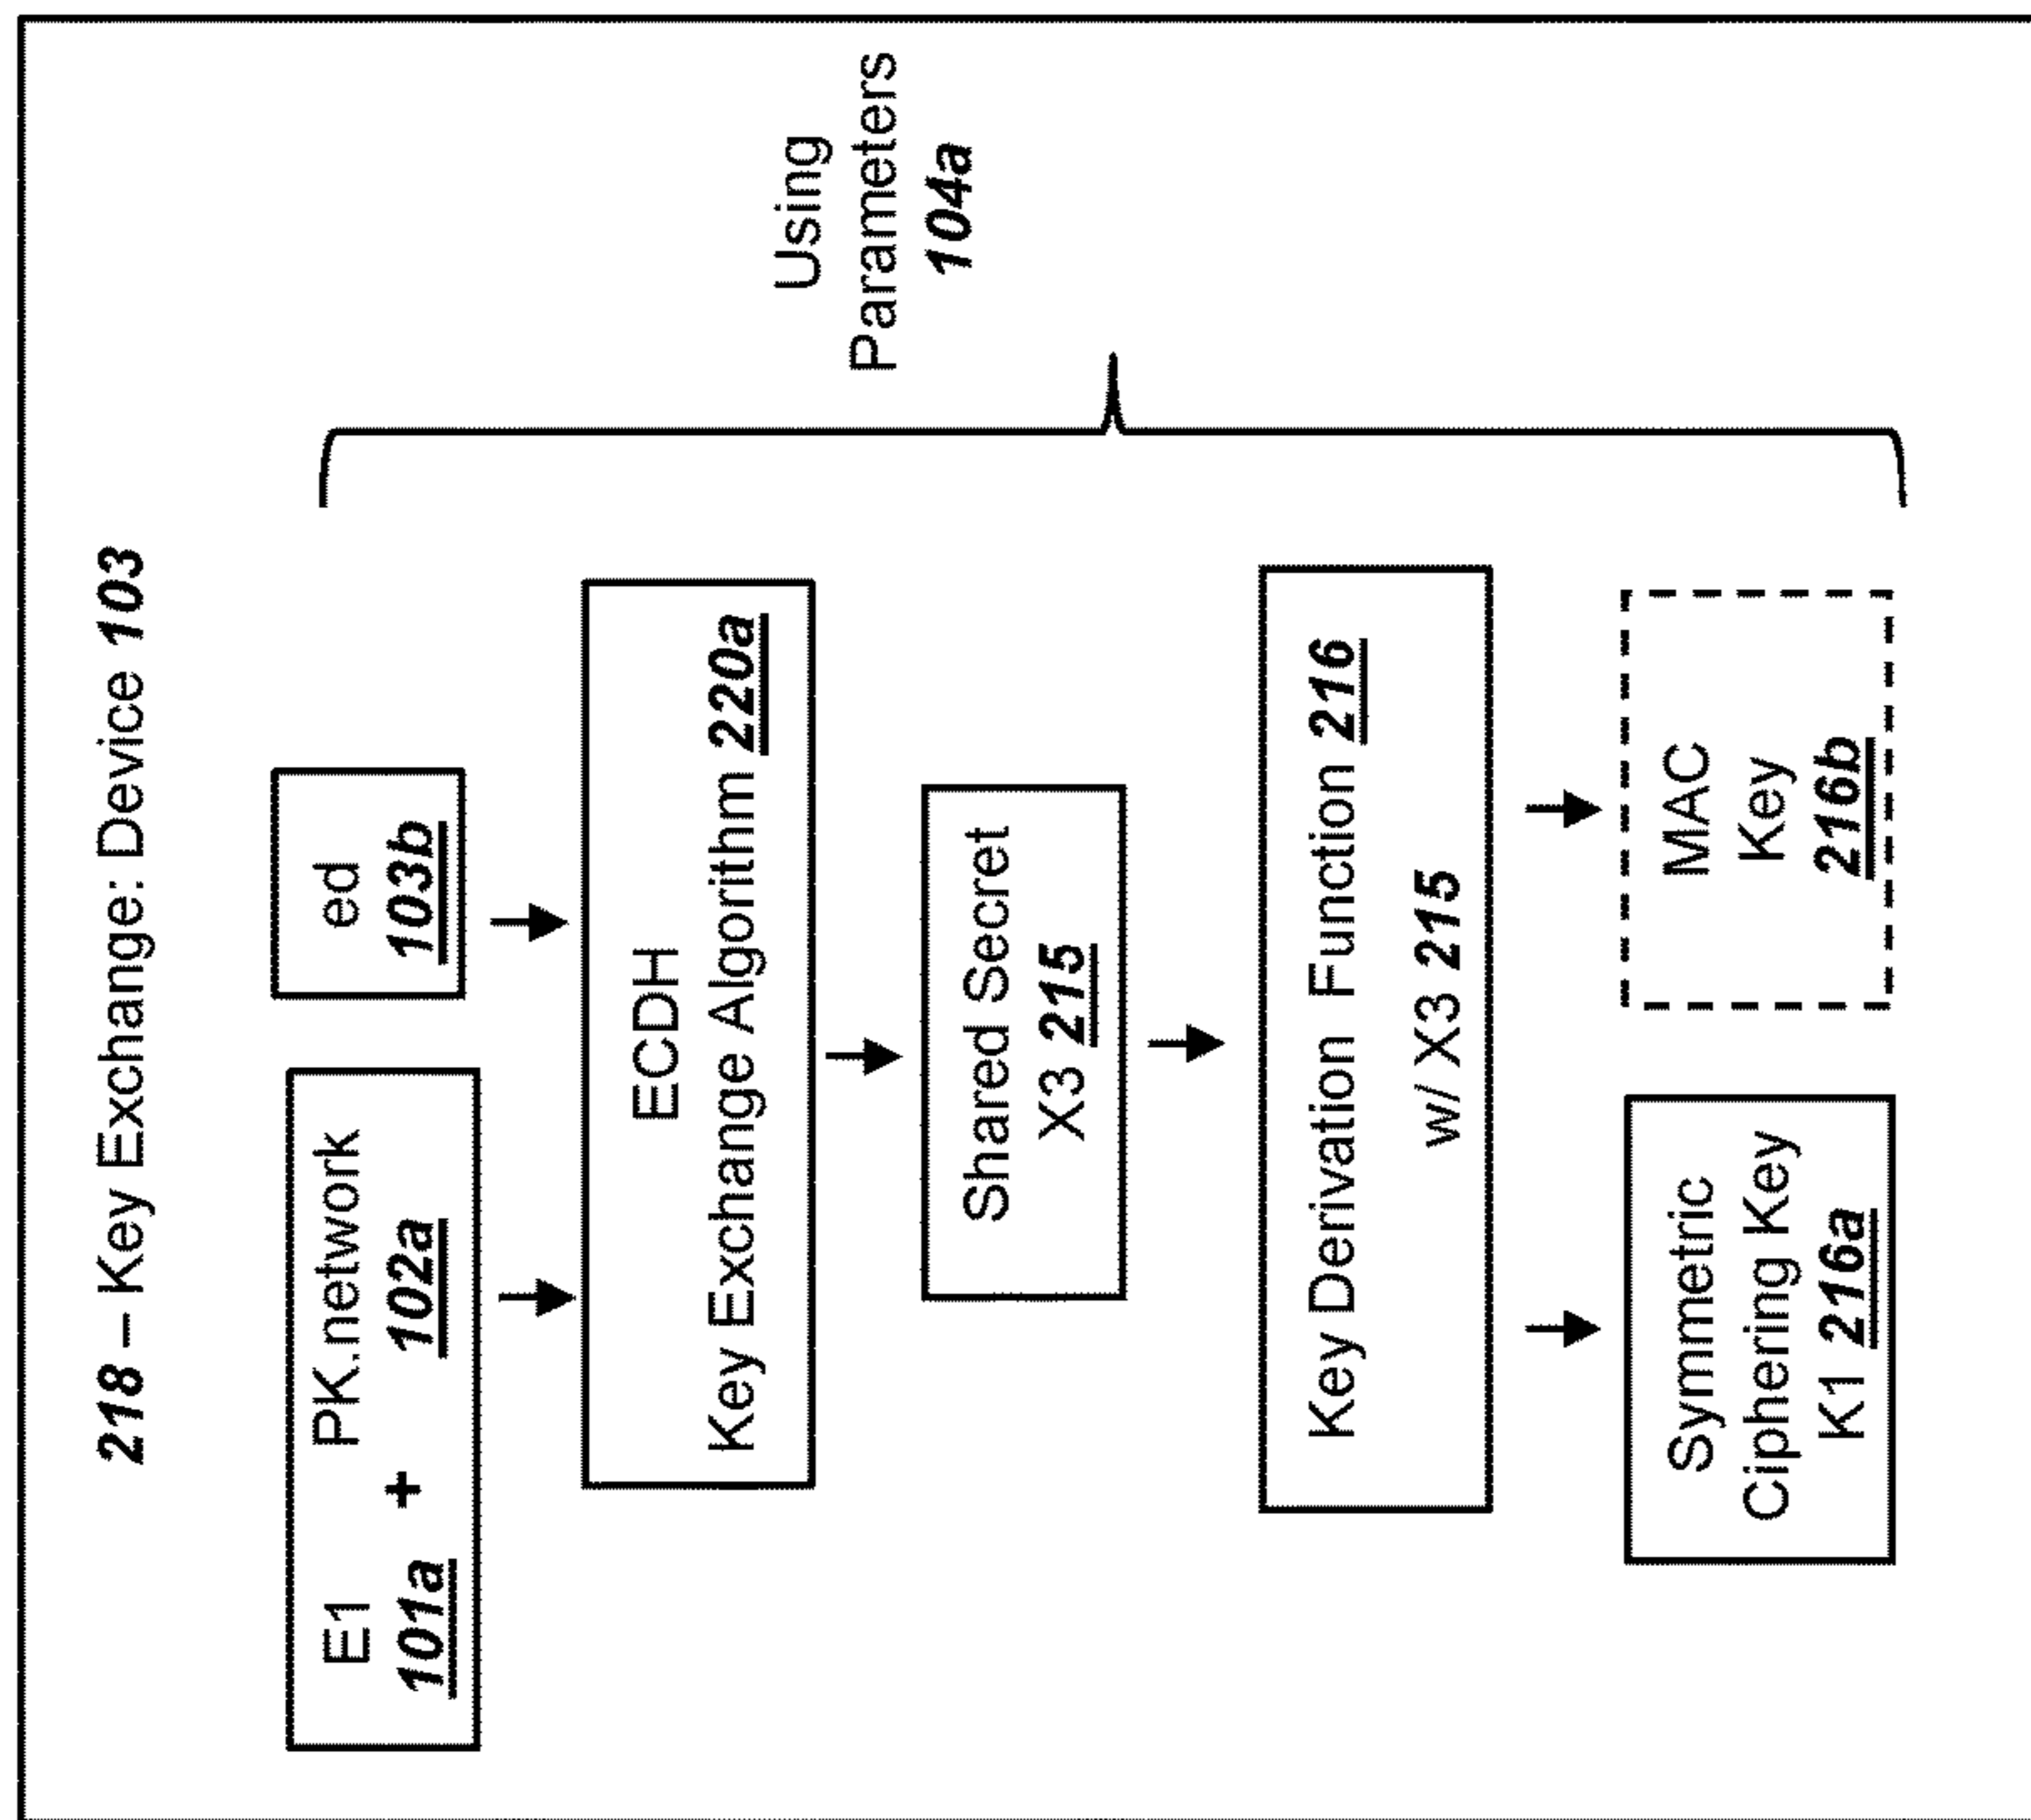 218 – Key Exchange: Device 103
E1 PK.network
101a + 102a
ed
103b
ECDH
Key Exchange Algorithm 220a
Shared Secret
X3 215
Key Derivation Function 216
w/ X3 215
Symmetric
Ciphering Key
K1 216a
MAC
Key
216b
Using
Parameters
104a